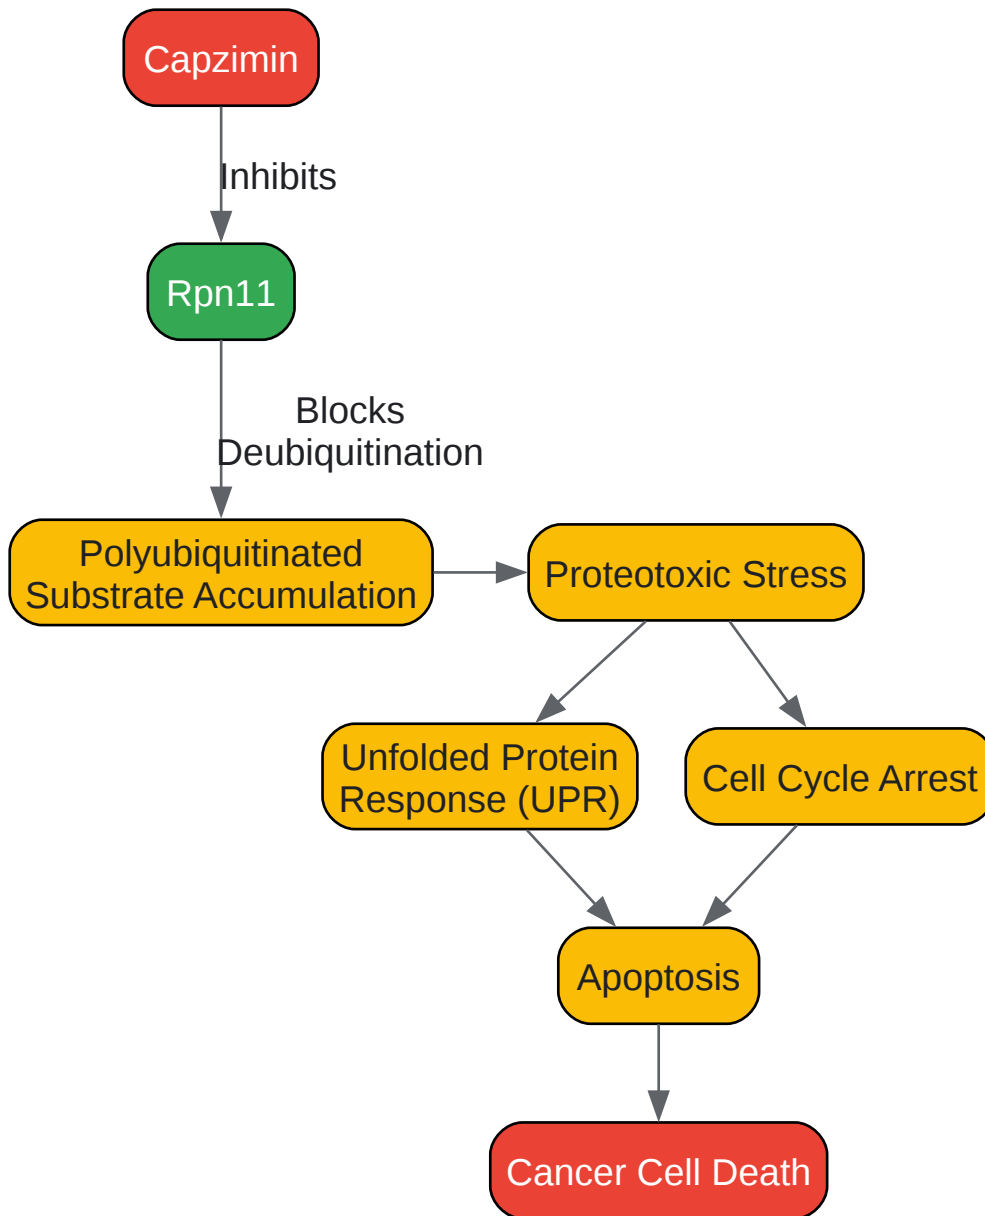 Capzimin
Inhibits
Rpn11
Blocks
Deubiquitination
Polyubiquitinated
Substrate Accumulation
Proteotoxic Stress
Unfolded Protein
Response (UPR)
Cell Cycle Arrest
Apoptosis
Cancer Cell Death